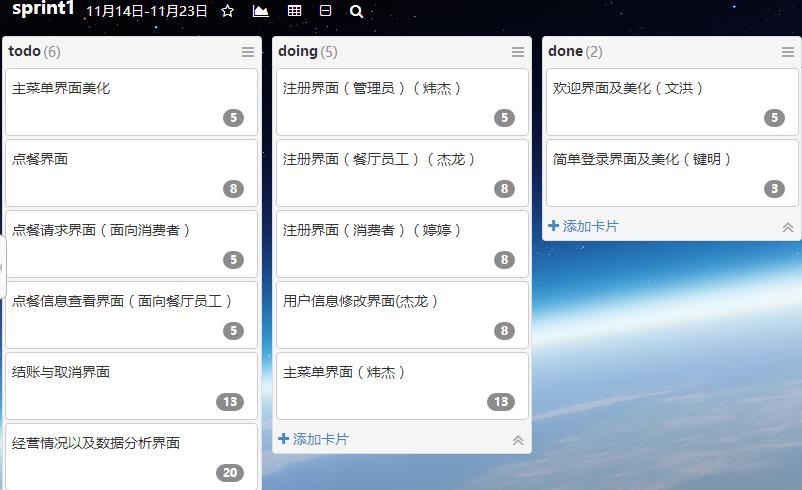 sprint1 11月14日-11月23日
todo (6)
主菜单界面美化
5
点餐界面
8
点餐请求界面（面向消费者）
5
点餐信息查看界面（面向餐厅员工）
5
结账与取消界面
13
经营情况以及数据分析界面
20
doing (5)
注册界面（管理员）（炜杰）
5
注册界面（餐厅员工）（杰龙）
8
注册界面（消费者）（婷婷）
8
用户信息修改界面(杰龙）
8
主菜单界面（炜杰）
13
添加卡片
done (2)
欢迎界面及美化（文洪）
5
简单登录界面及美化（键明）
3
添加卡片